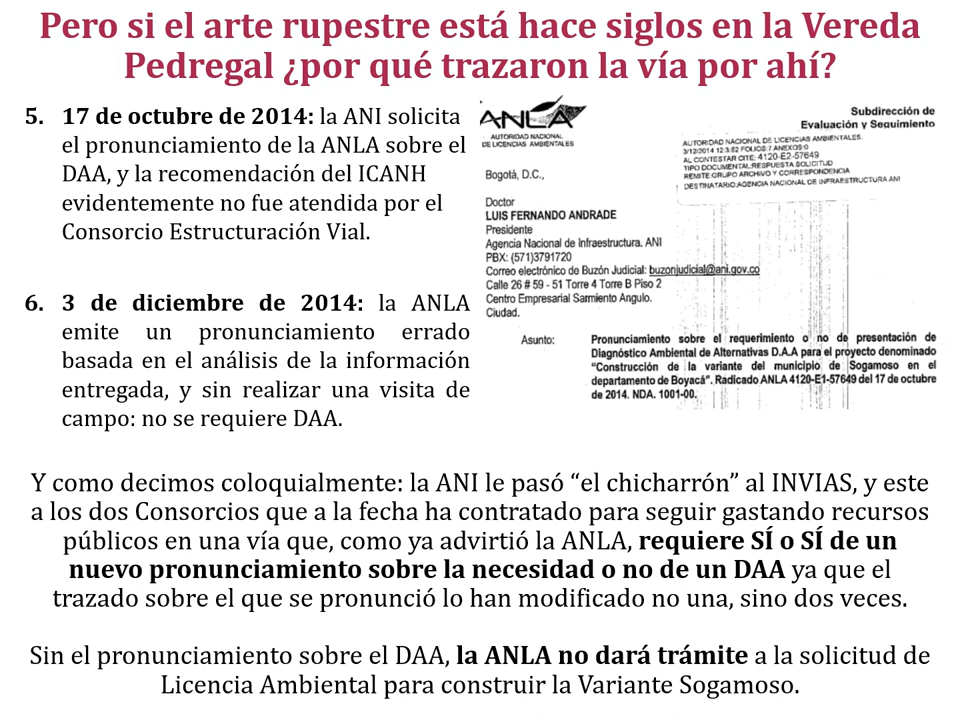 Pero si el arte rupestre está hace siglos en la Vereda
Pedregal ¿por qué trazaron la vía por ahí?
5. 17 de octubre de 2014: la ANI solicita
el pronunciamiento de la ANLA sobre el
DAA, y la recomendación del ICANH
evidentemente no fue atendida por el
Consorcio Estructuración Vial.
6. 3 de diciembre de 2014: la ANLA
emite un pronunciamiento errado
basada en el análisis de la información
entregada, y sin realizar una visita de
campo: no se requiere DAA.
ANLA
AUTORIDAD NACIONAL
DE LICENCIAS AMBIENTALES
Subdirección de
Evaluación y Seguimiento
AUTORIDAD NACIONAL DE LICENCIAS AMBIENTALES.
3/12/2014 12:3:52 FOLIOS:7 ANEXOS:0
AL CONTESTAR CITE: 4120-E2-57649
TIPO DOCUMENTAL:RESPUESTA SOLICITUD
REMITE:GRUPO ARCHIVO Y CORRESPONDENCIA
DESTINATARIO:AGENCIA NACIONAL DE INFRAESTRUCTURA ANI
Bogotá, D.C.,
Doctor
LUIS FERNANDO ANDRADE
Presidente
Agencia Nacional de Infraestructura. ANI
PBX: (571)3791720
Correo electrónico de Buzón Judicial: buzonjudicial@ani.gov.co
Calle 26 # 59 - 51 Torre 4 Torre B Piso 2
Centro Empresarial Sarmiento Angulo.
Ciudad.
Asunto: Pronunciamiento sobre el requerimiento o no de presentación de
Diagnóstico Ambiental de Alternativas D.A.A para el proyecto denominado
“Construcción de la variante del municipio de Sogamoso en el
departamento de Boyacá”. Radicado ANLA 4120-E1-57649 del 17 de octubre
de 2014. NDA. 1001-00.
Y como decimos coloquialmente: la ANI le pasó “el chicharrón” al INVIAS, y este
a los dos Consorcios que a la fecha ha contratado para seguir gastando recursos
públicos en una vía que, como ya advirtió la ANLA, requiere SÍ o SÍ de un
nuevo pronunciamiento sobre la necesidad o no de un DAA ya que el
trazado sobre el que se pronunció lo han modificado no una, sino dos veces.
Sin el pronunciamiento sobre el DAA, la ANLA no dará trámite a la solicitud de
Licencia Ambiental para construir la Variante Sogamoso.